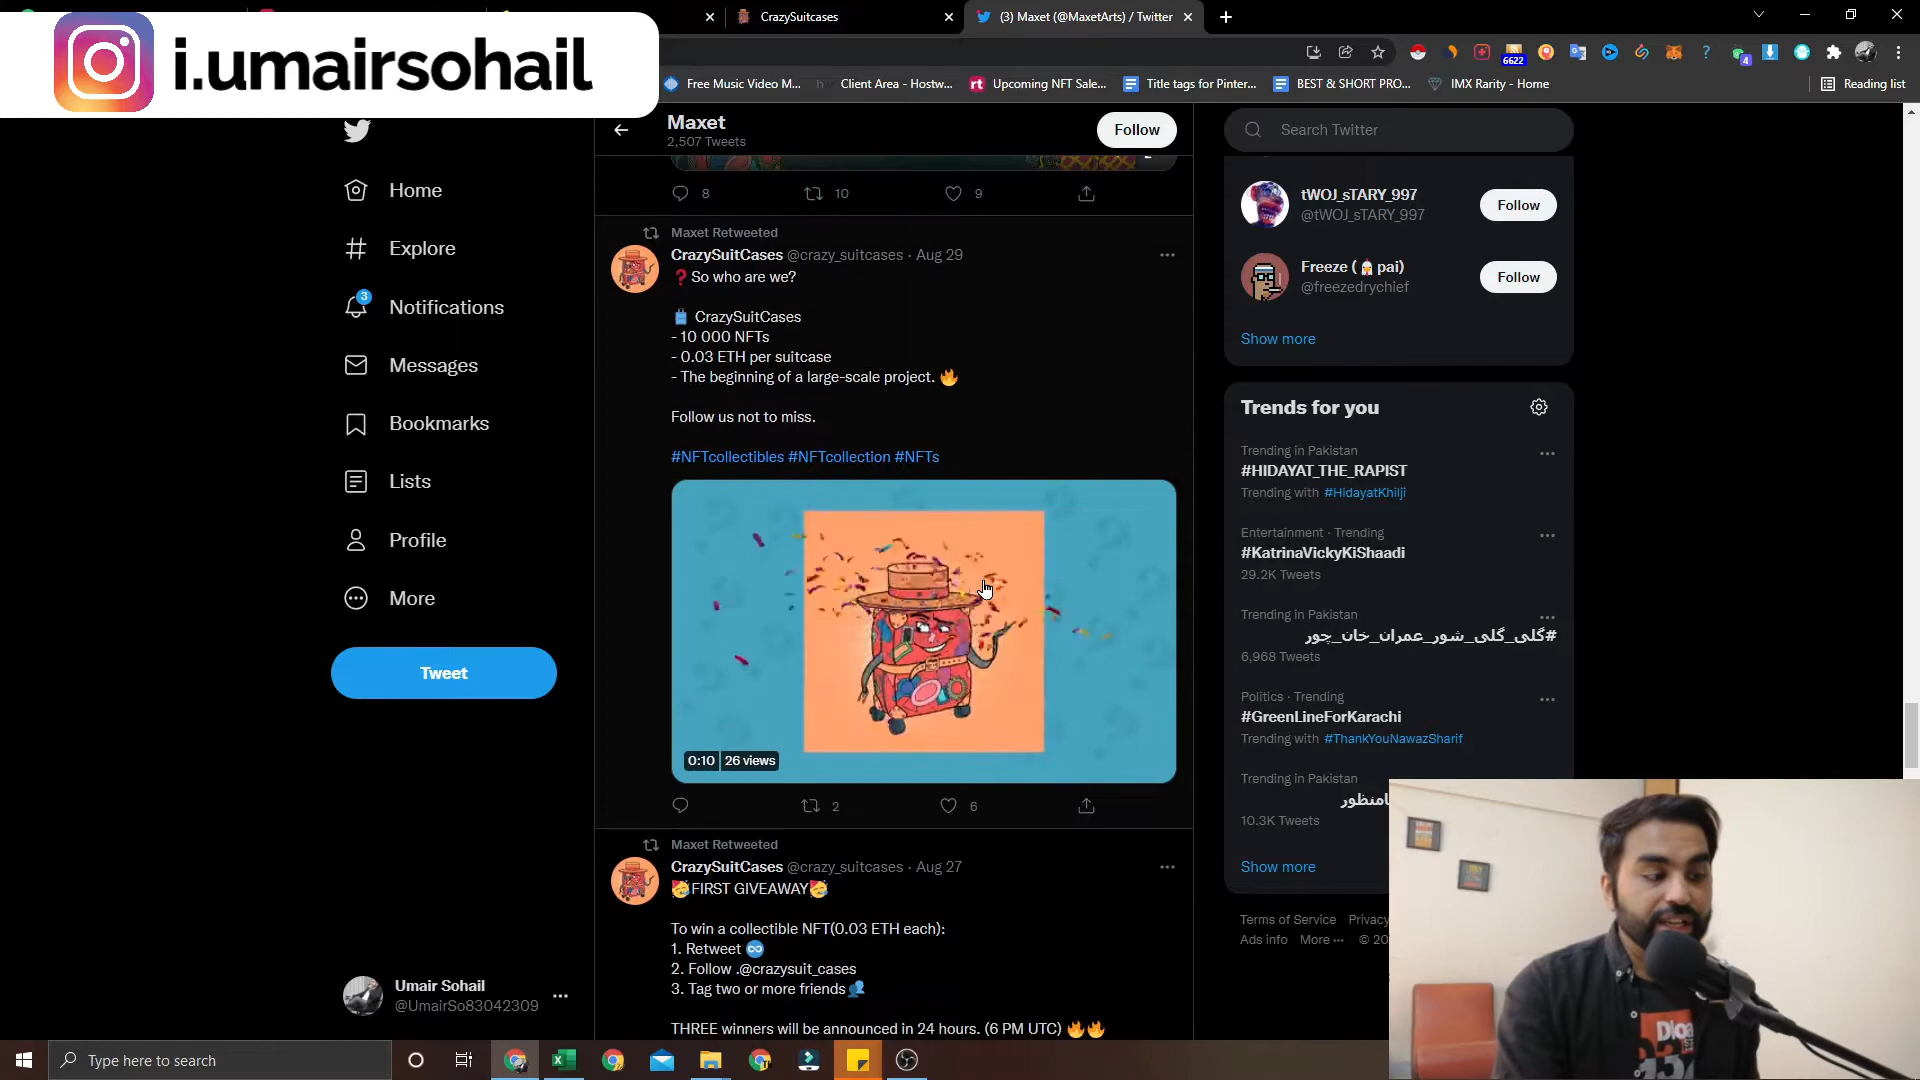 i.umairsohail
CrazySuitcases
(3) Maxet (@MaxetArts) / Twitter
6622
4
Free Music Video M...
Client Area - Hostw...
rt
Upcoming NFT Sale...
Title tags for Pinter...
BEST & SHORT PRO...
IMX Rarity - Home
Reading list
Home
Explore
3
Notifications
Messages
Bookmarks
Lists
Profile
More
Tweet
Umair Sohail
@UmairSo83042309
Maxet
2,507 Tweets
Follow
8
10
9
Maxet Retweeted
CrazySuitCases @crazy_suitcases · Aug 29
❓So who are we?
CrazySuitCases
- 10 000 NFTs
- 0.03 ETH per suitcase
- The beginning of a large-scale project. 🔥
Follow us not to miss.
#NFTcollectibles #NFTcollection #NFTs
0:10 26 views
2
6
Maxet Retweeted
CrazySuitCases @crazy_suitcases · Aug 27
🥳FIRST GIVEAWAY🥳
To win a collectible NFT(0.03 ETH each):
1. Retweet ♾️
2. Follow .@crazysuit_cases
3. Tag two or more friends👥
THREE winners will be announced in 24 hours. (6 PM UTC) 🔥🔥
Search Twitter
tWOJ_sTARY_997
@tWOJ_sTARY_997
Follow
Freeze ( pai)
@freezedrychief
Follow
Show more
Trends for you
Trending in Pakistan
#HIDAYAT_THE_RAPIST
Trending with #HidayatKhilji
Entertainment · Trending
#KatrinaVickyKiShaadi
29.2K Tweets
Trending in Pakistan
#گلی_گلی_شور_عمران_خان_چور
6,968 Tweets
Politics · Trending
#GreenLineForKarachi
Trending with #ThankYouNawazSharif
Trending in Pakistan
نامنظور
10.3K Tweets
Show more
Terms of Service Privacy
Ads info More ··· © 20
Type here to search